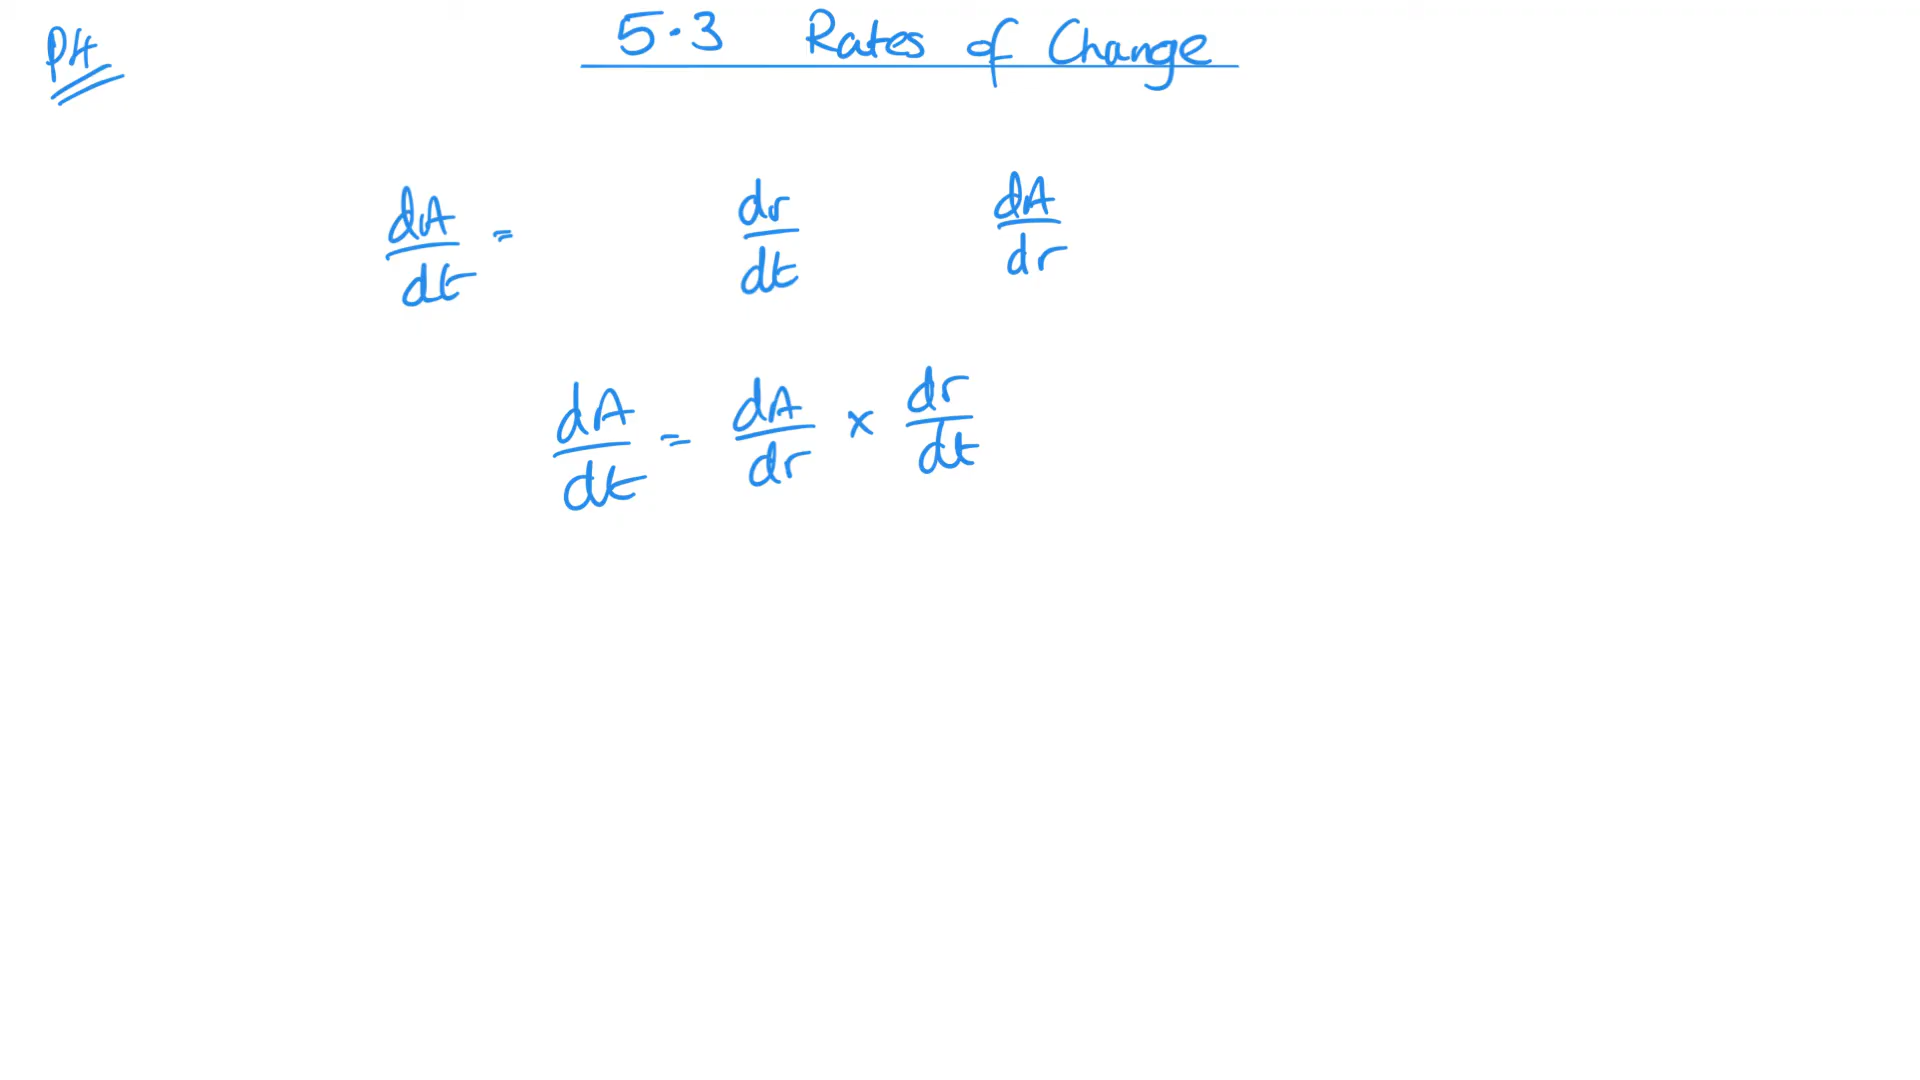 P4
5.3 Rates of Change
dA/dt = dr/dt dA/dr
dA/dt = dA/dr × dr/dt